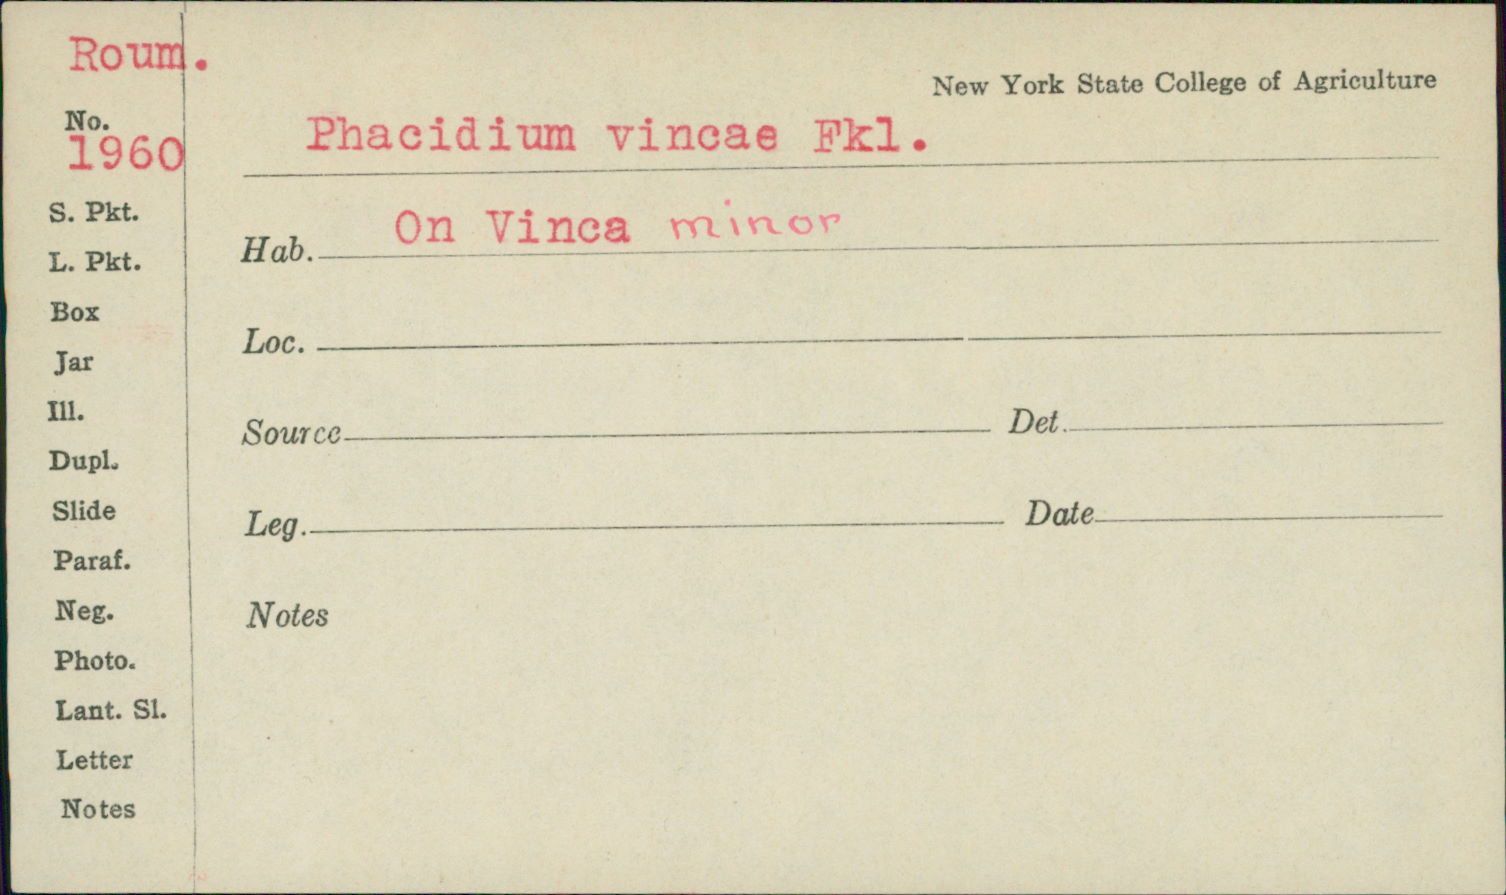 Roum.
New York State College of Agriculture
No.
1960
Phacidium vincae Fkl.
S. Pkt.
Hab. On Vinca minor
L. Pkt.
Box
Loc.
Jar
Ill.
Source Det.
Dupl.
Slide
Leg. Date
Paraf.
Neg.
Notes
Photo.
Lant. Sl.
Letter
Notes